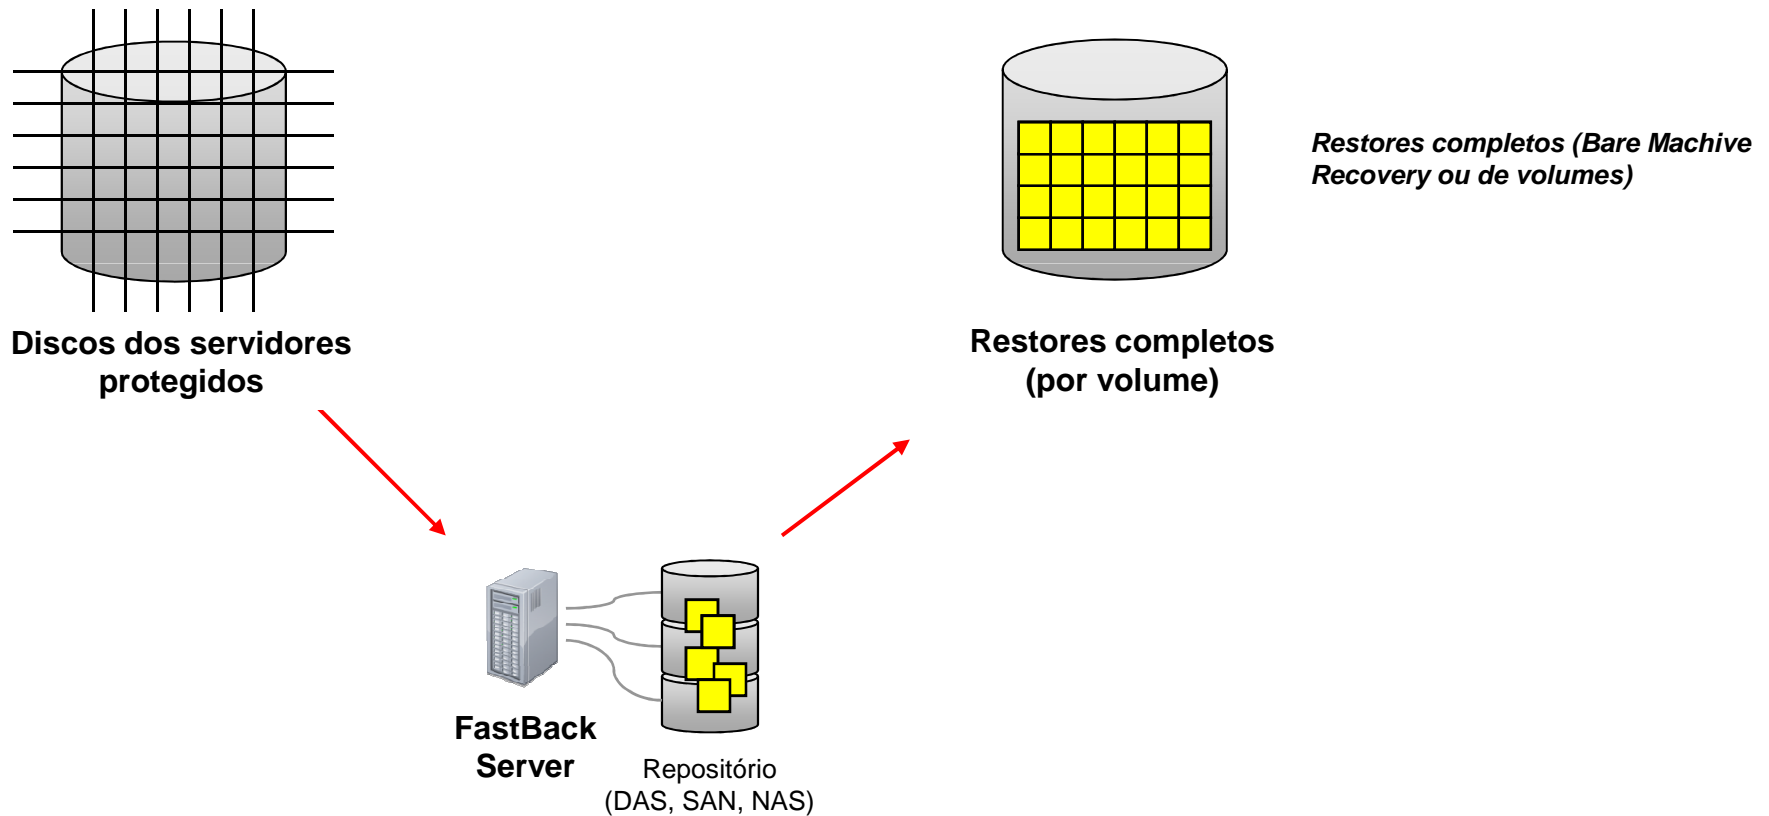 Discos dos servidores
protegidos
Restores completos
(por volume)
Restores completos (Bare Machive
Recovery ou de volumes)
FastBack
Server
Repositório
(DAS, SAN, NAS)